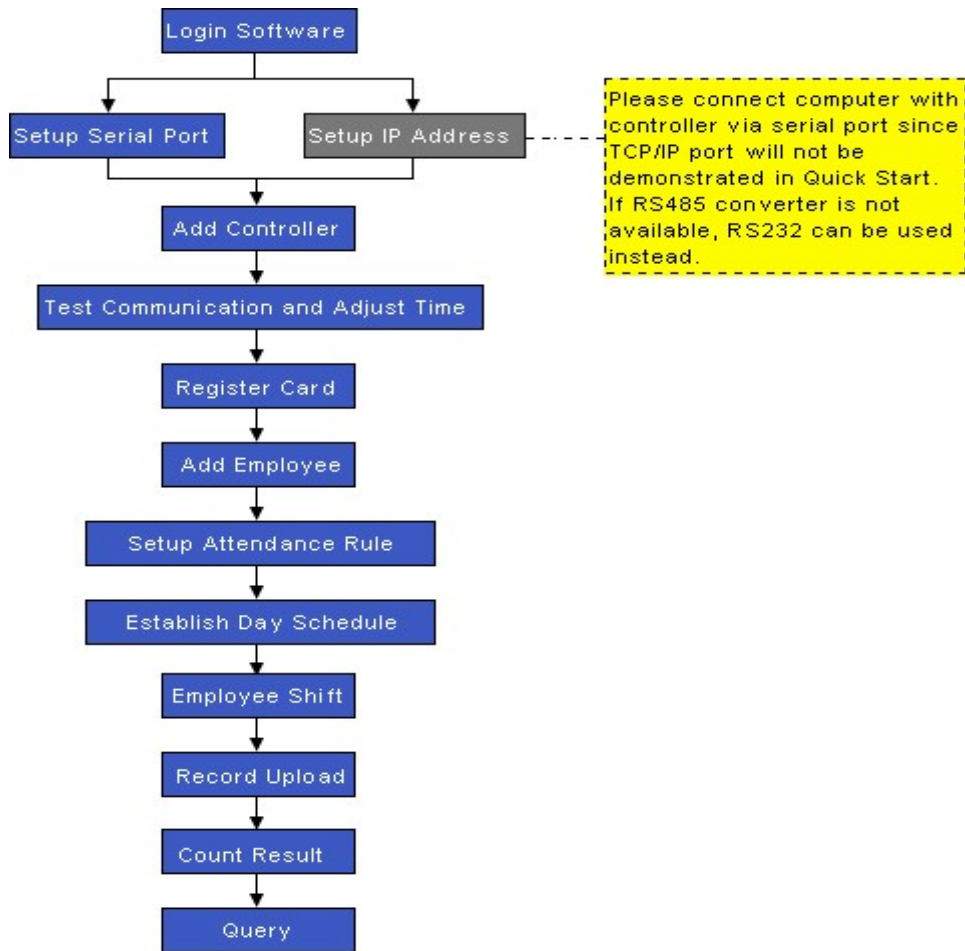 Login Software
Setup Serial Port
Setup IP Address
Please connect computer with
controller via serial port since
TCP/IP port will not be
demonstrated in Quick Start.
If RS485 converter is not
available, RS232 can be used
instead.
Add Controller
Test Communication and Adjust Time
Register Card
Add Employee
Setup Attendance Rule
Establish Day Schedule
Employee Shift
Record Upload
Count Result
Query